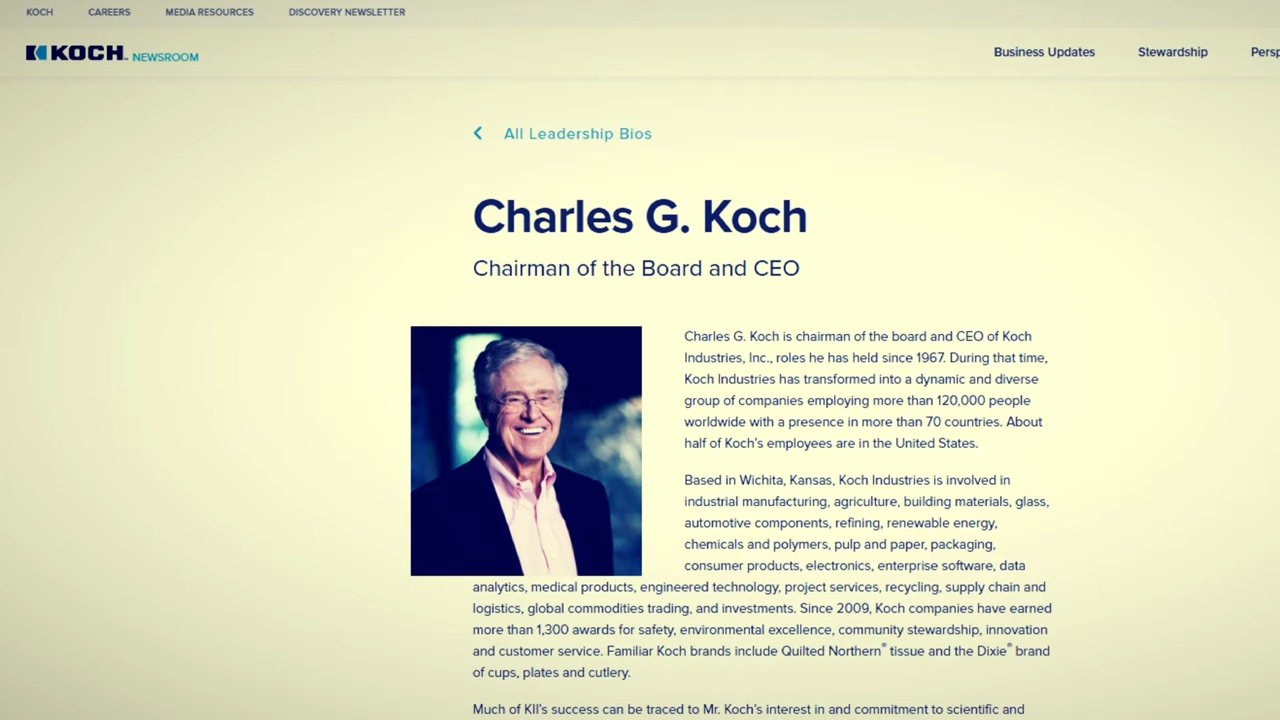 KOCH CAREERS MEDIA RESOURCES DISCOVERY NEWSLETTER
KOCH NEWSROOM
Business Updates Stewardship
All Leadership Bios
Charles G. Koch
Chairman of the Board and CEO
Charles G. Koch is chairman of the board and CEO of Koch
Industries, Inc., roles he has held since 1967. During that time,
Koch Industries has transformed into a dynamic and diverse
group of companies employing more than 120,000 people
worldwide with a presence in more than 70 countries. About
half of Koch's employees are in the United States.
Based in Wichita, Kansas, Koch Industries is involved in
industrial manufacturing, agriculture, building materials, glass,
automotive components, refining, renewable energy,
chemicals and polymers, pulp and paper, packaging,
consumer products, electronics, enterprise software, data
analytics, medical products, engineered technology, project services, recycling, supply chain and
logistics, global commodities trading, and investments. Since 2009, Koch companies have earned
more than 1,300 awards for safety, environmental excellence, community stewardship, innovation
and customer service. Familiar Koch brands include Quilted Northern® tissue and the Dixie® brand
of cups, plates and cutlery.
Much of KII's success can be traced to Mr. Koch's interest in and commitment to scientific and